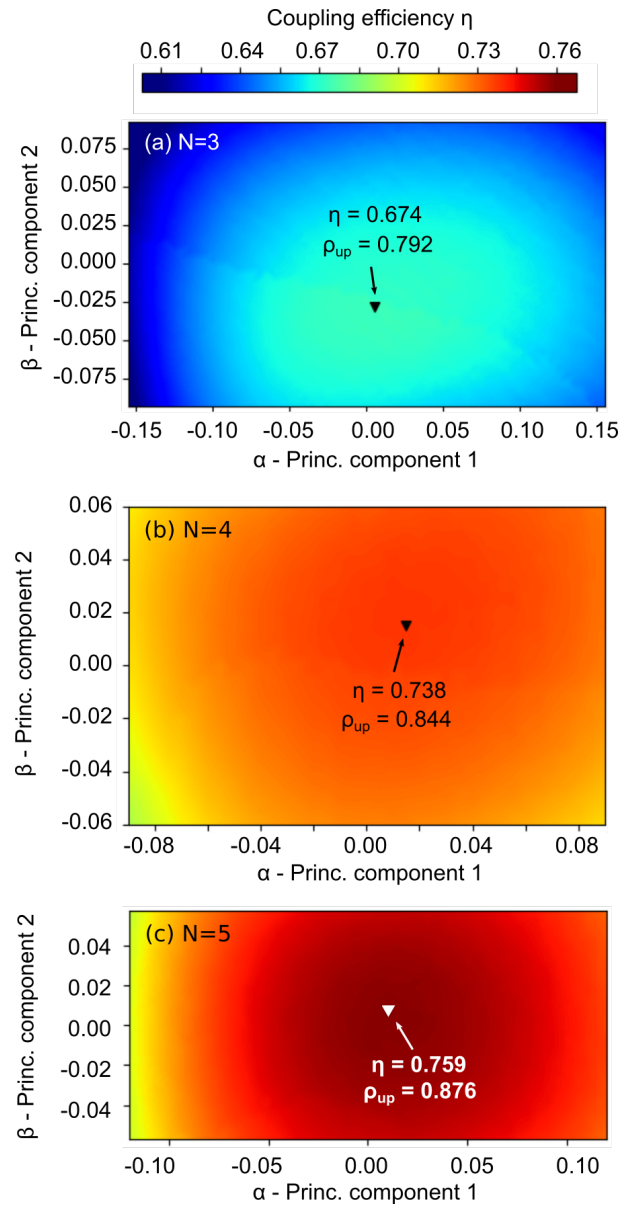 Coupling efficiency η
0.61 0.64 0.67 0.70 0.73 0.76
(a) N=3
η = 0.674
ρup = 0.792
0.075
0.050
0.025
0.000
-0.025
-0.050
-0.075
β - Princ. component 2
-0.15 -0.10 -0.05 0.00 0.05 0.10 0.15
α - Princ. component 1
(b) N=4
η = 0.738
ρup = 0.844
0.06
0.04
0.02
0.00
-0.02
-0.04
-0.06
β - Princ. component 2
-0.08 -0.04 0.00 0.04 0.08
α - Princ. component 1
(c) N=5
η = 0.759
ρup = 0.876
0.04
0.02
0.00
-0.02
-0.04
β - Princ. component 2
-0.10 -0.05 0.00 0.05 0.10
α - Princ. component 1